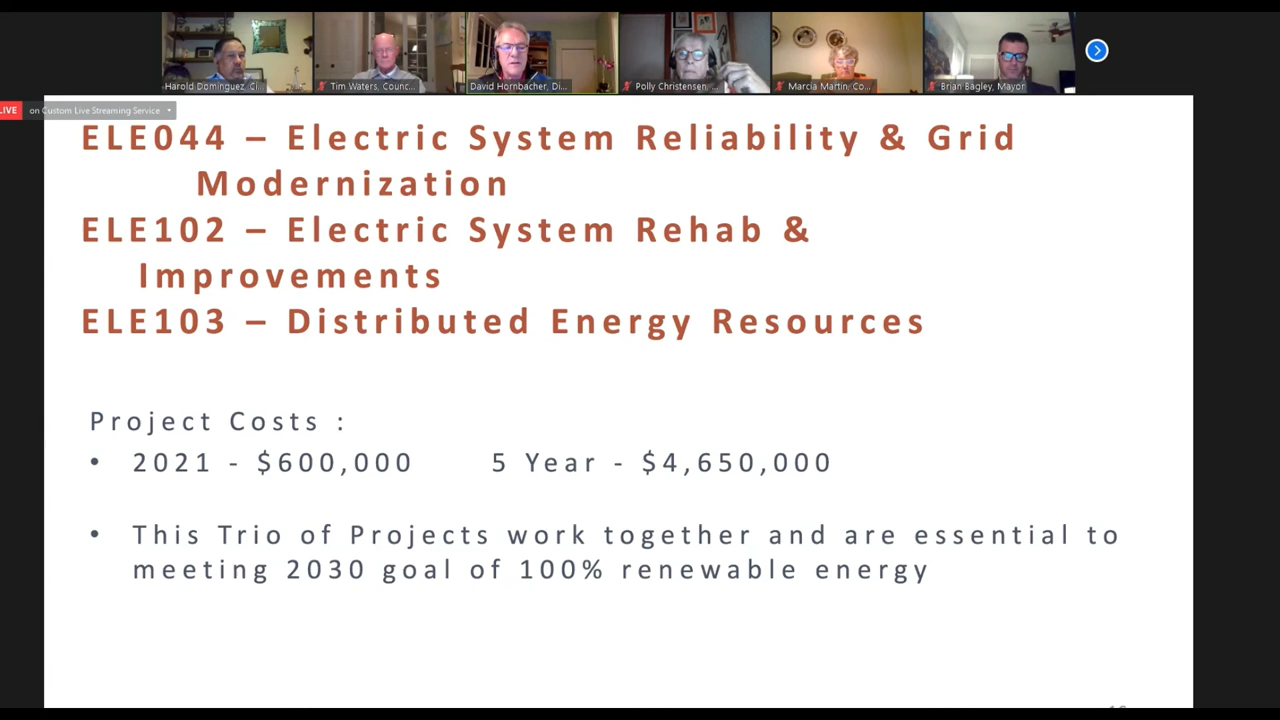 Harold Dominguez, Ci...
Tim Waters, Counc...
David Hornbacher, Di...
Polly Christensen, ...
Marcia Martin, Co...
Brian Bagley, Mayor
LIVE on Custom Live Streaming Service
ELE044 – Electric System Reliability & Grid
Modernization
ELE102 – Electric System Rehab &
Improvements
ELE103 – Distributed Energy Resources
Project Costs :
• 2021 - $600,000 5 Year - $4,650,000
• This Trio of Projects work together and are essential to
meeting 2030 goal of 100% renewable energy